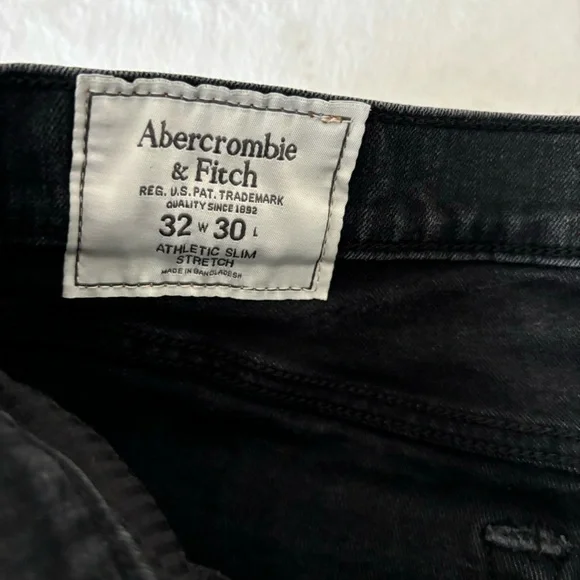 Abercrombie
& Fitch
REG. U.S. PAT. TRADEMARK
QUALITY SINCE 1892
32 W 30 L
ATHLETIC SLIM
STRETCH
MADE IN BANGLADESH